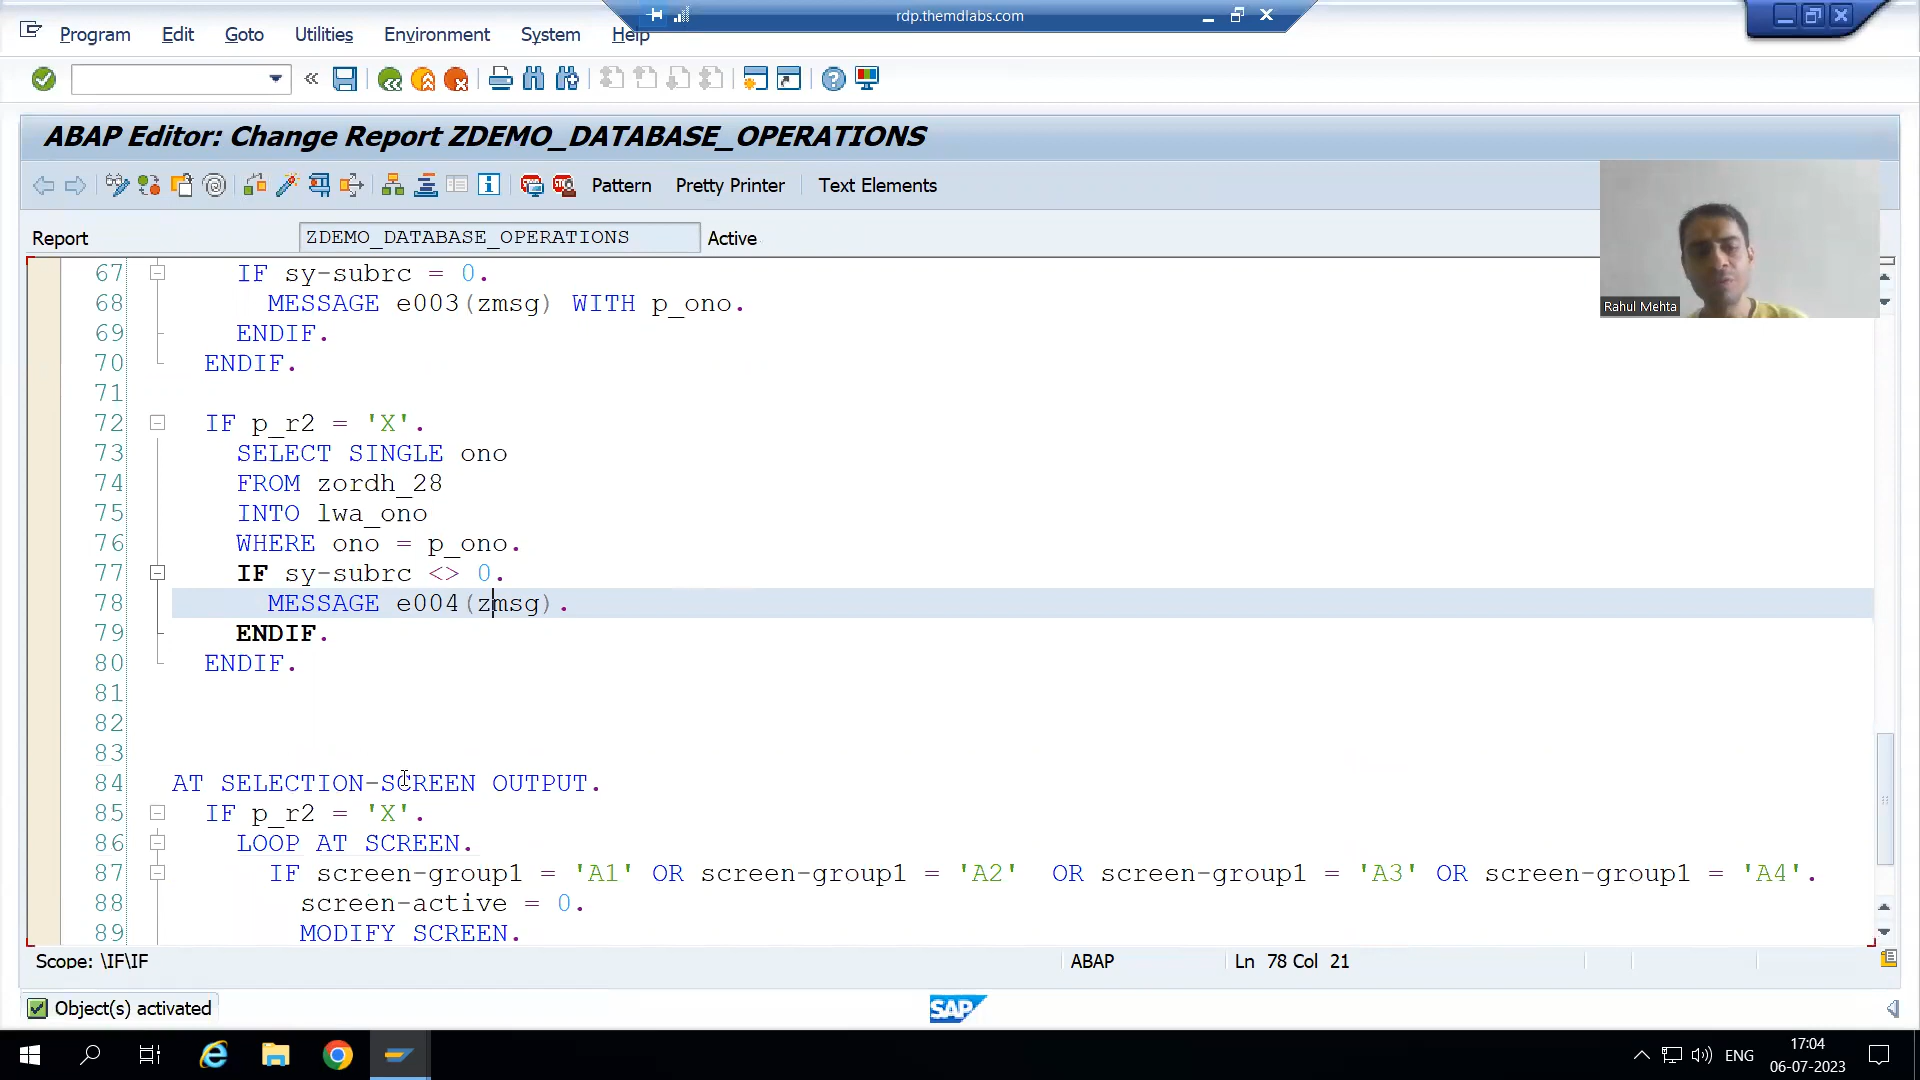 rdp.themdlabs.com
Program Edit Goto Utilities Environment System Help
ABAP Editor: Change Report ZDEMO_DATABASE_OPERATIONS
Pattern Pretty Printer Text Elements
Report ZDEMO_DATABASE_OPERATIONS Active
Rahul Mehta
67 IF sy-subrc = 0.
68 MESSAGE e003(zmsg) WITH p_ono.
69 ENDIF.
70 ENDIF.
71
72 IF p_r2 = 'X'.
73 SELECT SINGLE ono
74 FROM zordh_28
75 INTO lwa_ono
76 WHERE ono = p_ono.
77 IF sy-subrc <> 0.
78 MESSAGE e004(zmsg).
79 ENDIF.
80 ENDIF.
81
82
83
84 AT SELECTION-SCREEN OUTPUT.
85 IF p_r2 = 'X'.
86 LOOP AT SCREEN.
87 IF screen-group1 = 'A1' OR screen-group1 = 'A2' OR screen-group1 = 'A3' OR screen-group1 = 'A4'.
88 screen-active = 0.
89 MODIFY SCREEN.
Scope: \IF\IF ABAP Ln 78 Col 21
Object(s) activated
SAP
ENG
17:04
06-07-2023